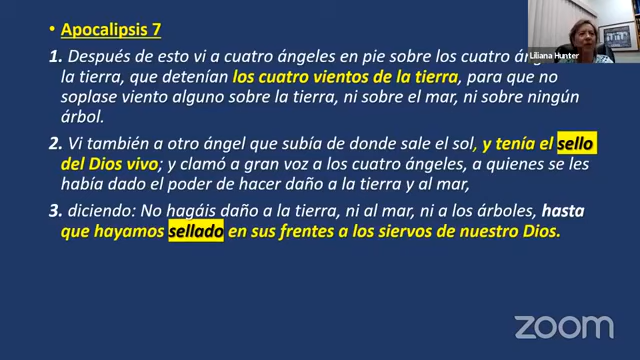 • Apocalipsis 7
1. Después de esto vi a cuatro ángeles en pie sobre los cuatro
la tierra, que detenían los cuatro vientos de la tierra, para que no
soplase viento alguno sobre la tierra, ni sobre el mar, ni sobre ningún
árbol.
2. Vi también a otro ángel que subía de donde sale el sol, y tenía el sello
del Dios vivo; y clamó a gran voz a los cuatro ángeles, a quienes se les
había dado el poder de hacer daño a la tierra y al mar,
3. diciendo: No hagáis daño a la tierra, ni al mar, ni a los árboles, hasta
que hayamos sellado en sus frentes a los siervos de nuestro Dios.
Liliana Hunter
zoom